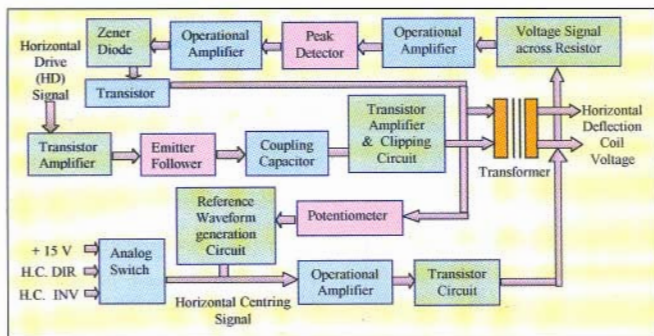 Horizontal
Drive
(HD)
Signal
Zener
Diode
Operational
Amplifier
Peak
Detector
Operational
Amplifier
Voltage Signal
across Resistor
Transistor
Transistor
Amplifier
Emitter
Follower
Coupling
Capacitor
Transistor
Amplifier
& Clipping
Circuit
Transformer
Horizontal
Deflection
Coil
Voltage
Reference
Waveform
generation
Circuit
Potentiometer
+ 15 V
H.C. DIR
H.C. INV
Analog
Switch
Horizontal Centring
Signal
Operational
Amplifier
Transistor
Circuit